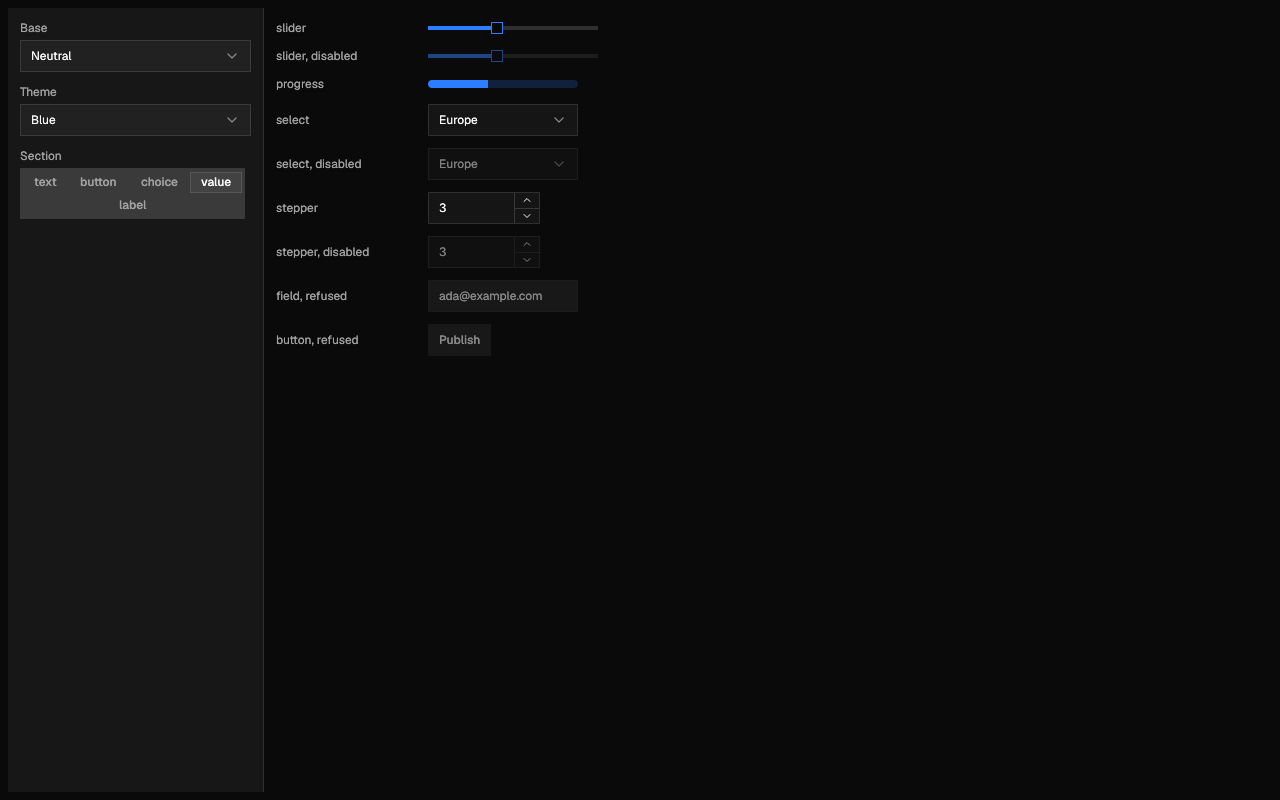 Base
Neutral
Theme
Blue
Section
text button choice value
label
slider
slider, disabled
progress
select Europe
select, disabled Europe
stepper 3
stepper, disabled 3
field, refused ada@example.com
button, refused Publish